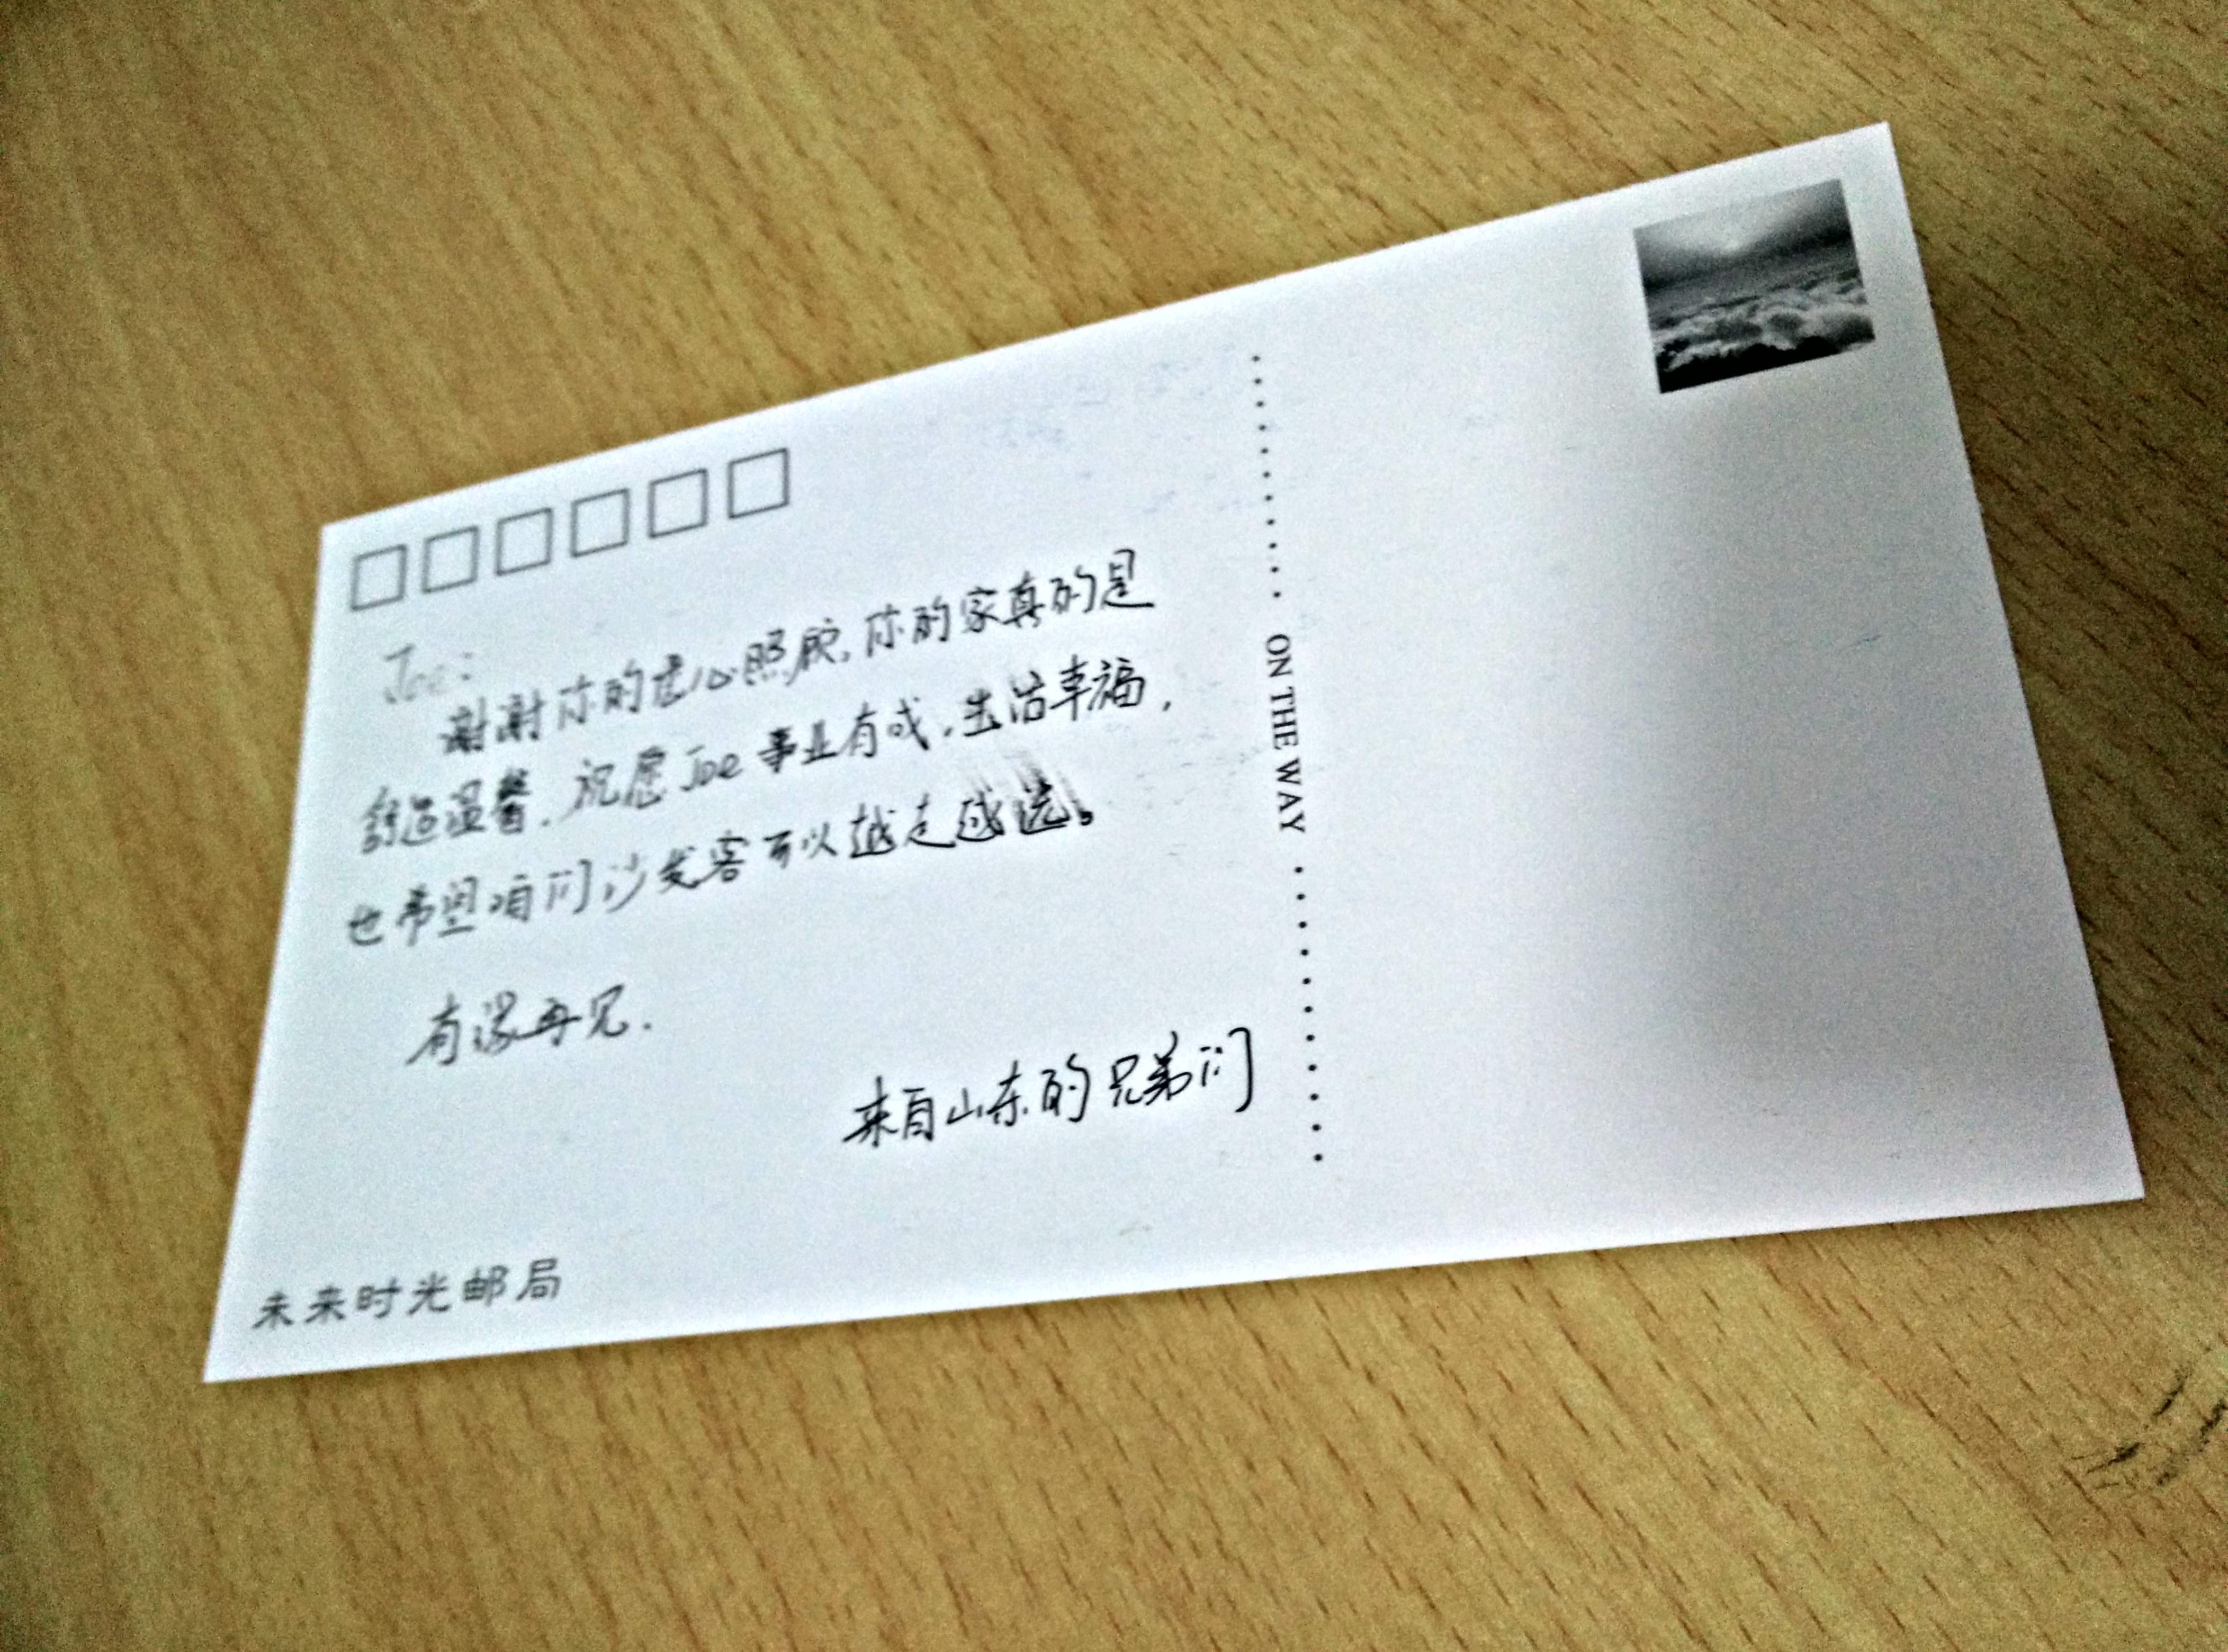 Joe:
谢谢你的悉心照顾,你的家真的是
舒适温馨.祝愿Joe事业有成,生活幸福,
也希望咱们沙发客可以越走越远。
有缘再见.
来自山东的兄弟们
未来时光邮局
ON THE WAY